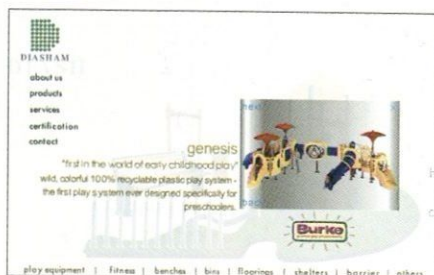 DIASHAM
about us
products
services
certification
contact
next
genesis
"first in the world of early childhood play"
wild, colorful 100% recyclable plastic play system -
the first play system ever designed specifically for
preschoolers.
back
Burke
play equipment | fitness | benches | bins | floorings | shelters | barrier | others